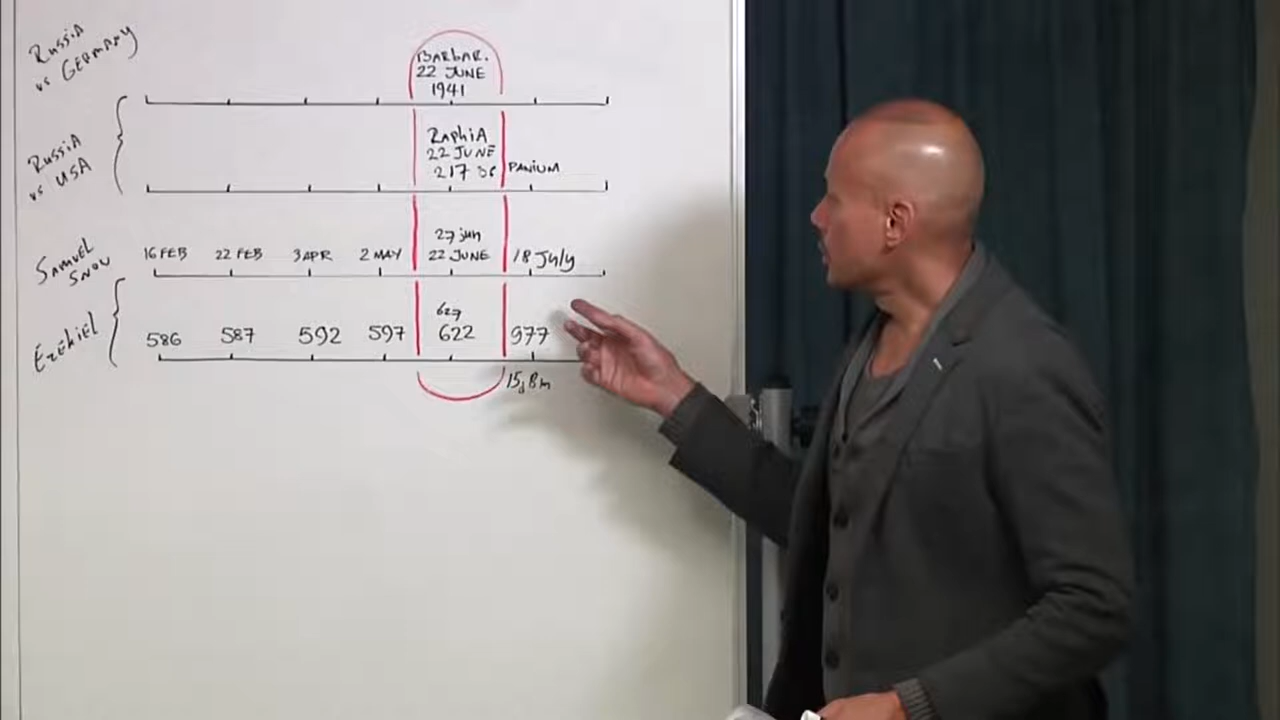 Russia
vs GERMANY
BARbAR.
22 JUNE
1941
Russia
vs USA
RAPhiA
22 JUNE
217 BC
PANIUM
SAMUEL
SNOW
16 FEB 22 FEB 3 APR 2 MAY
27 jun
22 JUNE
18 July
EZEKiEL
586 587 592 597
627
622
977
15j 8m